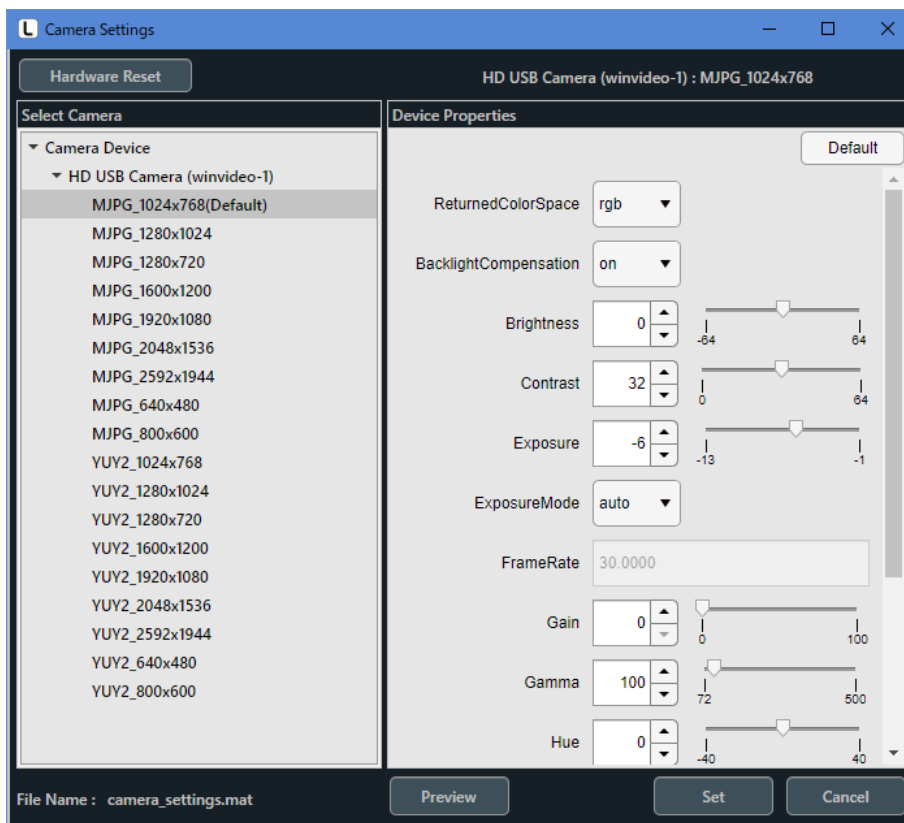 L Camera Settings
Hardware Reset
HD USB Camera (winvideo-1) : MJPG_1024x768
Select Camera
Camera Device
HD USB Camera (winvideo-1)
MJPG_1024x768(Default)
MJPG_1280x1024
MJPG_1280x720
MJPG_1600x1200
MJPG_1920x1080
MJPG_2048x1536
MJPG_2592x1944
MJPG_640x480
MJPG_800x600
YUY2_1024x768
YUY2_1280x1024
YUY2_1280x720
YUY2_1600x1200
YUY2_1920x1080
YUY2_2048x1536
YUY2_2592x1944
YUY2_640x480
YUY2_800x600
Device Properties
Default
ReturnedColorSpace rgb
BacklightCompensation on
Brightness 0
-64 64
Contrast 32
0 64
Exposure -6
-13 -1
ExposureMode auto
FrameRate 30.0000
Gain 0
0 100
Gamma 100
72 500
Hue 0
-40 40
File Name : camera_settings.mat
Preview
Set
Cancel